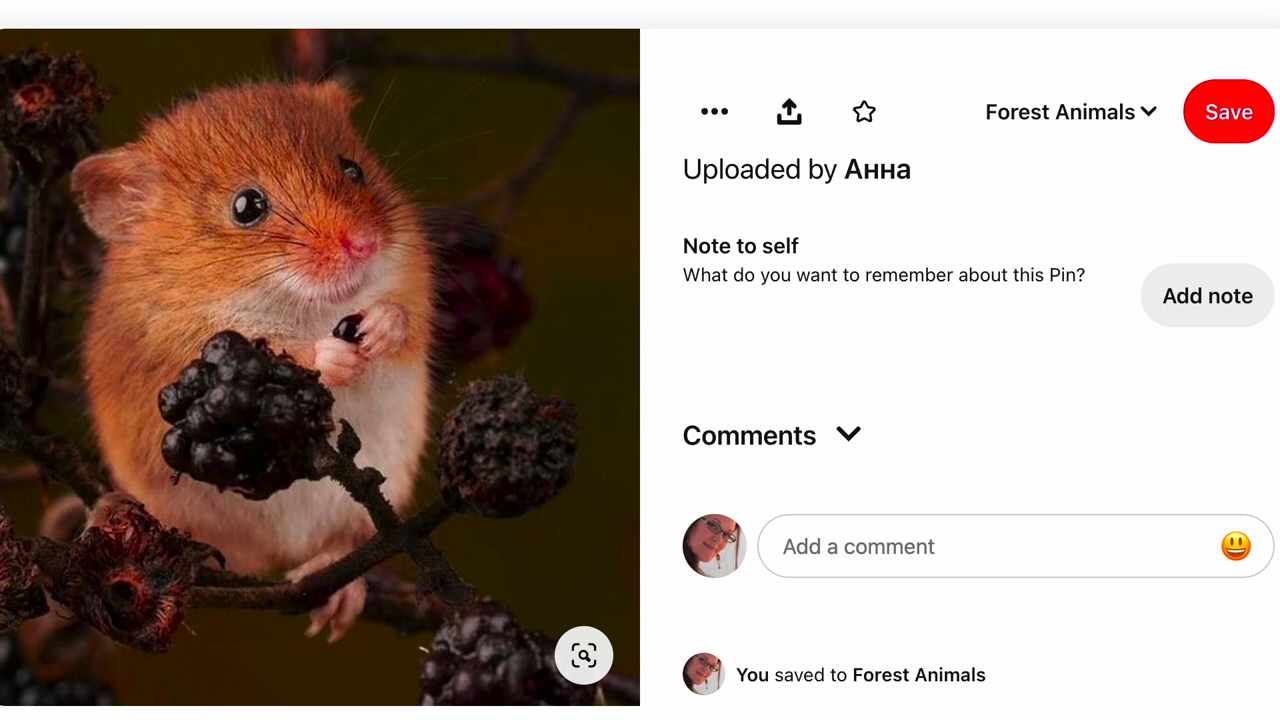 Forest Animals
Save
Uploaded by Анна
Note to self
What do you want to remember about this Pin?
Add note
Comments
Add a comment
You saved to Forest Animals